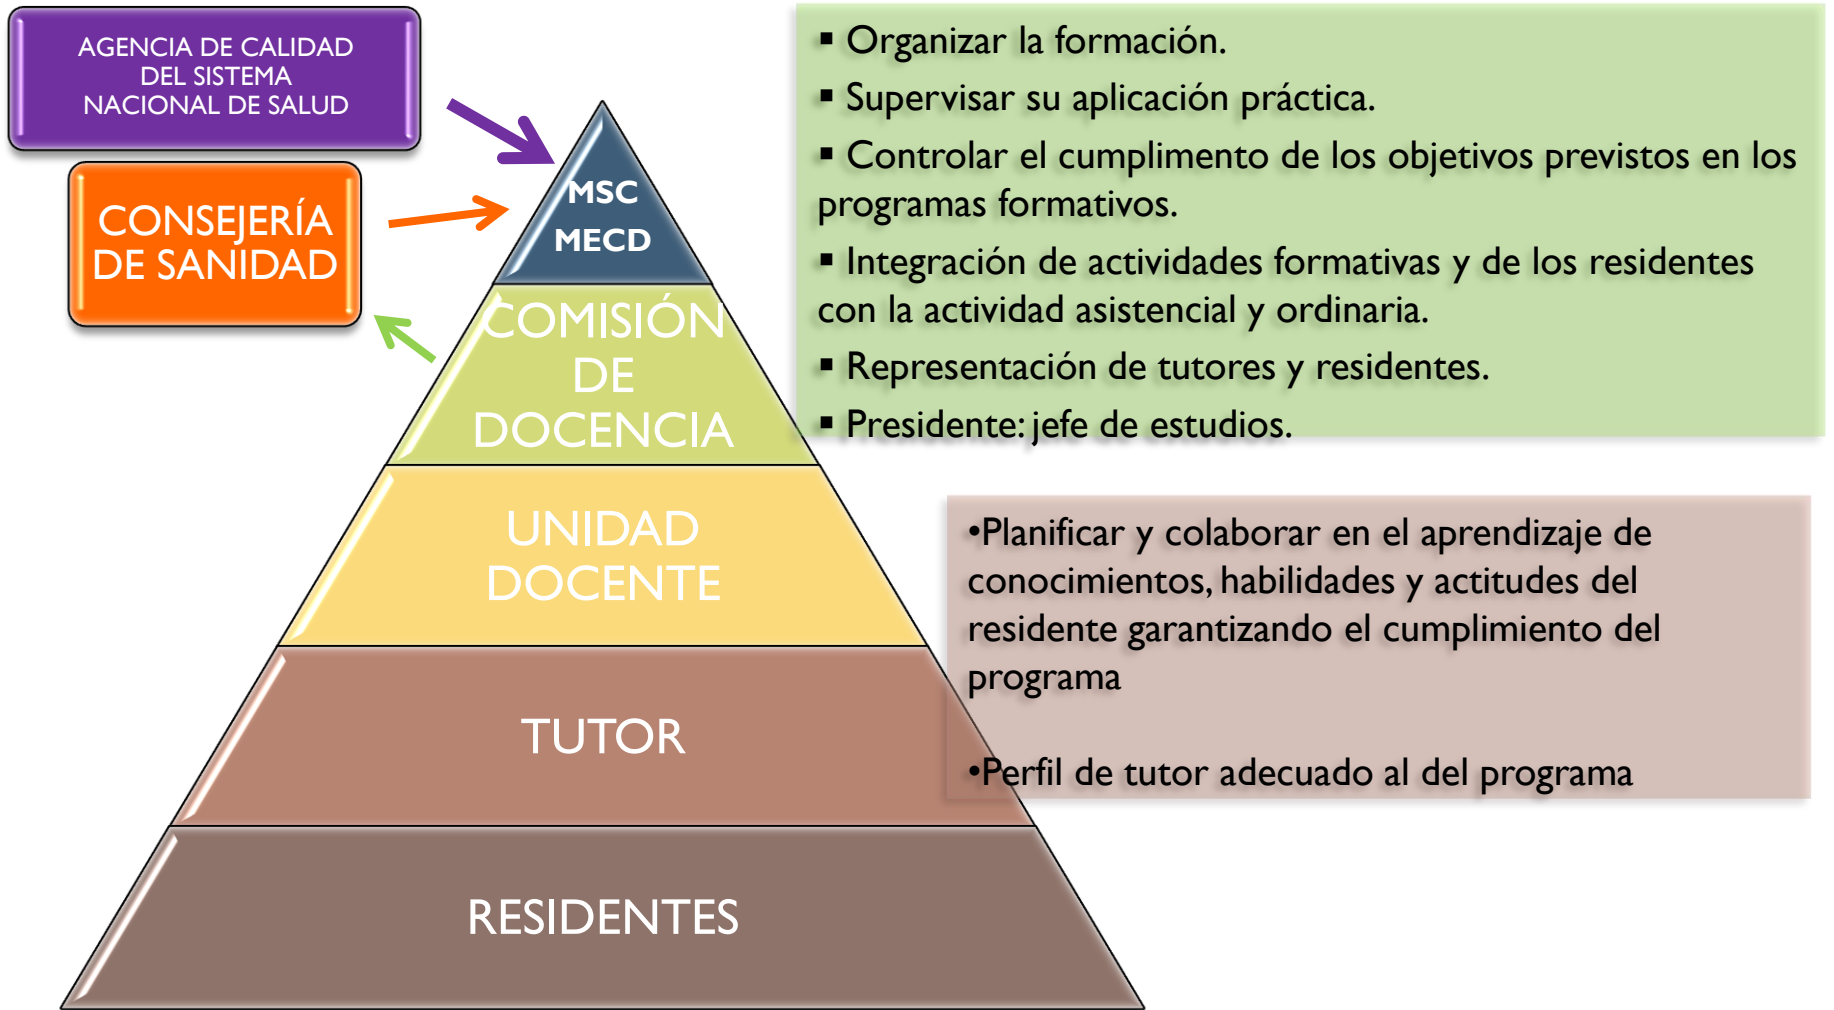 AGENCIA DE CALIDAD
DEL SISTEMA
NACIONAL DE SALUD
CONSEJERÍA
DE SANIDAD
MSC
MECD
COMISIÓN
DE
DOCENCIA
UNIDAD
DOCENTE
TUTOR
RESIDENTES
▪ Organizar la formación.
▪ Supervisar su aplicación práctica.
▪ Controlar el cumplimento de los objetivos previstos en los
programas formativos.
▪ Integración de actividades formativas y de los residentes
con la actividad asistencial y ordinaria.
▪ Representación de tutores y residentes.
▪ Presidente: jefe de estudios.
•Planificar y colaborar en el aprendizaje de
conocimientos, habilidades y actitudes del
residente garantizando el cumplimiento del
programa
•Perfil de tutor adecuado al del programa